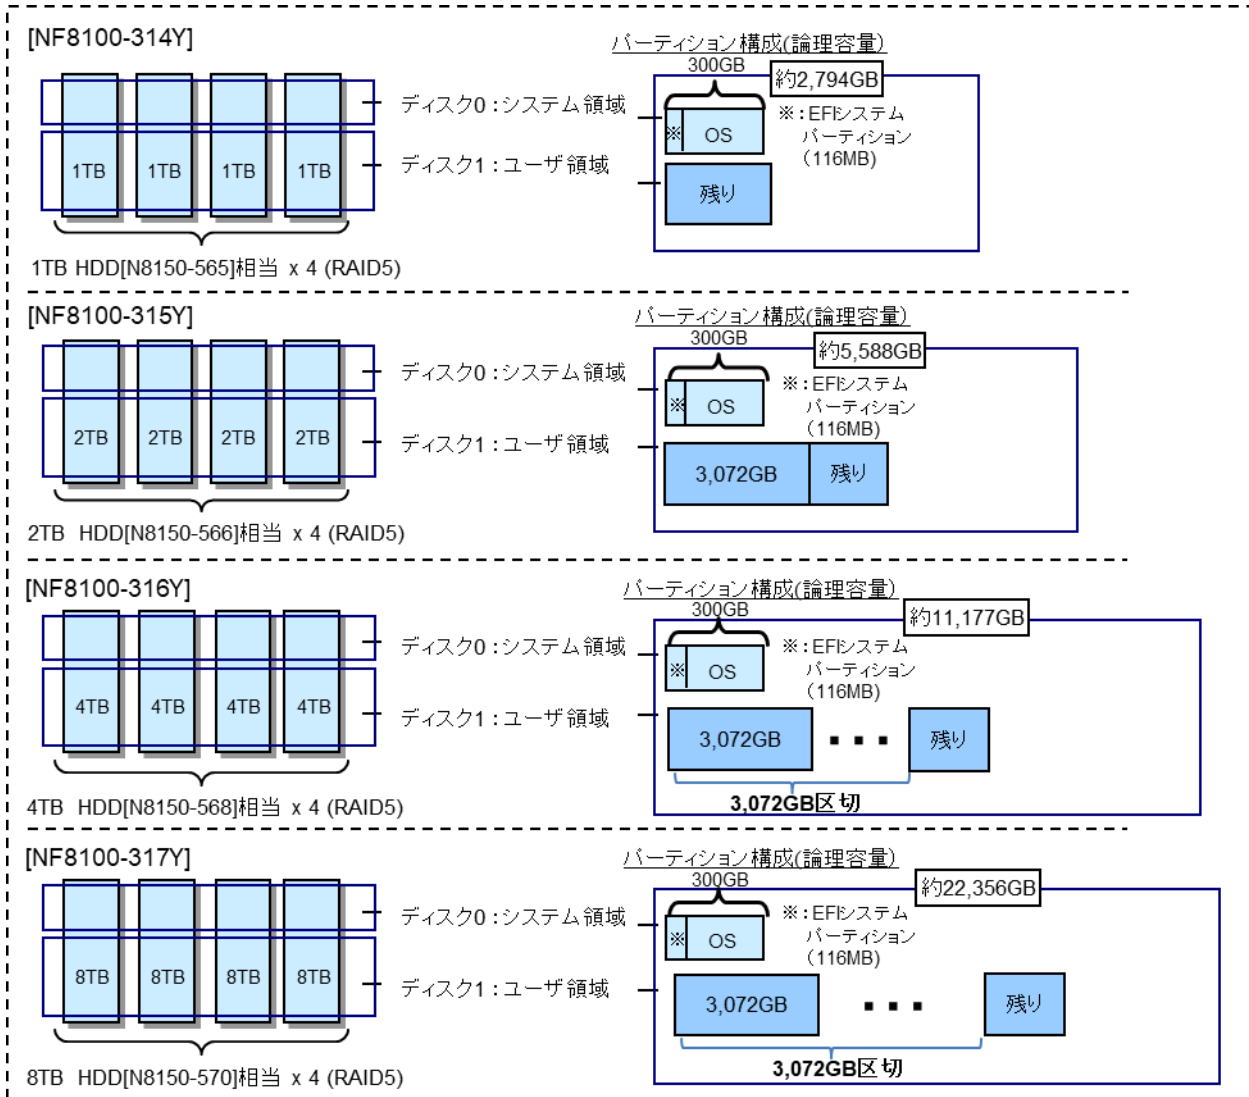 [NF8100-314Y]
パーティション構成(論理容量)
300GB
約2,794GB
ディスク0：システム領域
※
OS
※：EFIシステム
パーティション
(116MB)
1TB
1TB
1TB
1TB
ディスク1：ユーザ領域
残り
1TB HDD[N8150-565]相当 x 4 (RAID5)
[NF8100-315Y]
パーティション構成(論理容量)
300GB
約5,588GB
ディスク0：システム領域
※
OS
※：EFIシステム
パーティション
(116MB)
2TB
2TB
2TB
2TB
ディスク1：ユーザ領域
3,072GB
残り
2TB HDD[N8150-566]相当 x 4 (RAID5)
[NF8100-316Y]
パーティション構成(論理容量)
300GB
約11,177GB
ディスク0：システム領域
※
OS
※：EFIシステム
パーティション
(116MB)
4TB
4TB
4TB
4TB
ディスク1：ユーザ領域
3,072GB
残り
3,072GB区切
4TB HDD[N8150-568]相当 x 4 (RAID5)
[NF8100-317Y]
パーティション構成(論理容量)
300GB
約22,356GB
ディスク0：システム領域
※
OS
※：EFIシステム
パーティション
(116MB)
8TB
8TB
8TB
8TB
ディスク1：ユーザ領域
3,072GB
残り
3,072GB区切
8TB HDD[N8150-570]相当 x 4 (RAID5)